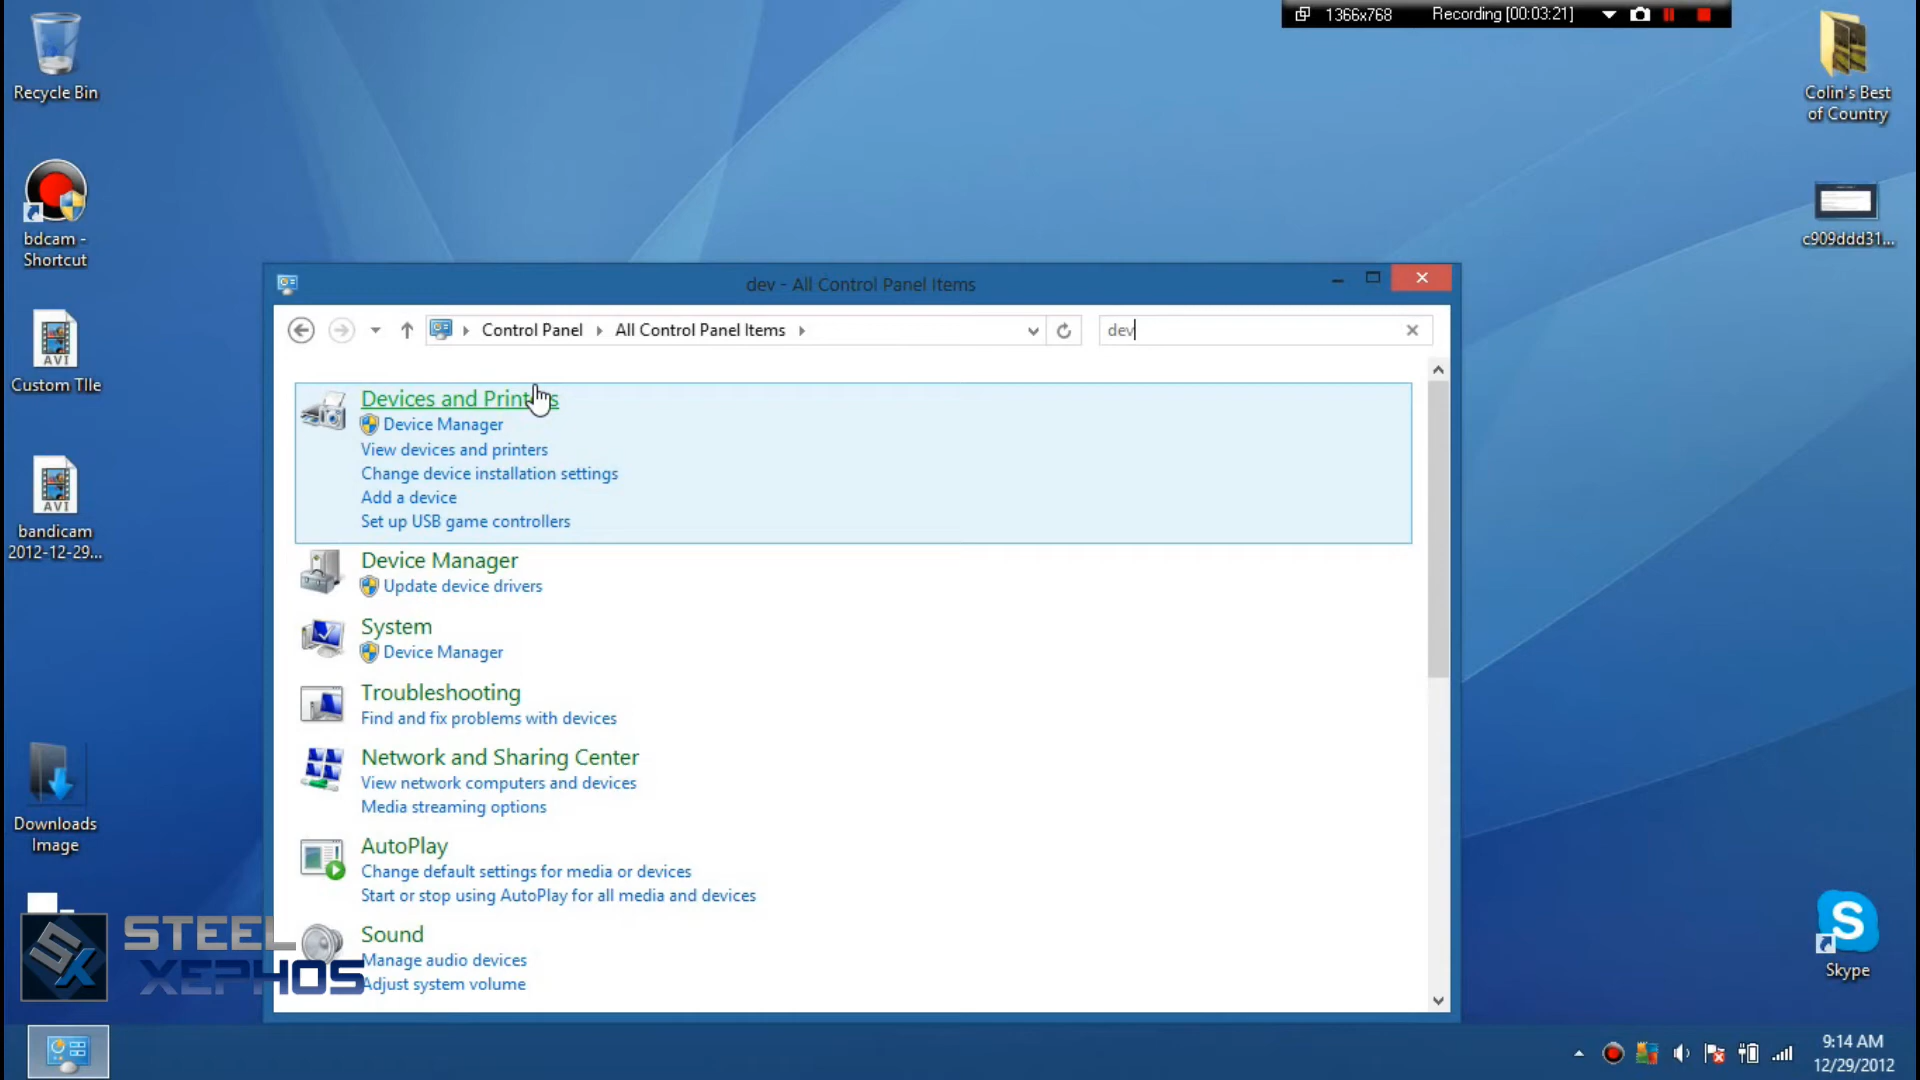 1366x768 Recording [00:03:21]
Recycle Bin
Colin's Best
of Country
bdcam -
Shortcut
c909ddd31...
dev - All Control Panel Items
Control Panel All Control Panel Items
dev
Custom TIle
Devices and Printers
Device Manager
View devices and printers
Change device installation settings
Add a device
Set up USB game controllers
AVI
AVI
bandicam
2012-12-29...
Device Manager
Update device drivers
System
Device Manager
Troubleshooting
Find and fix problems with devices
Network and Sharing Center
View network computers and devices
Media streaming options
Downloads
Image
AutoPlay
Change default settings for media or devices
Start or stop using AutoPlay for all media and devices
Sound
Manage audio devices
Adjust system volume
SX
STEEL
XEPHOS
S
Skype
9:14 AM
12/29/2012